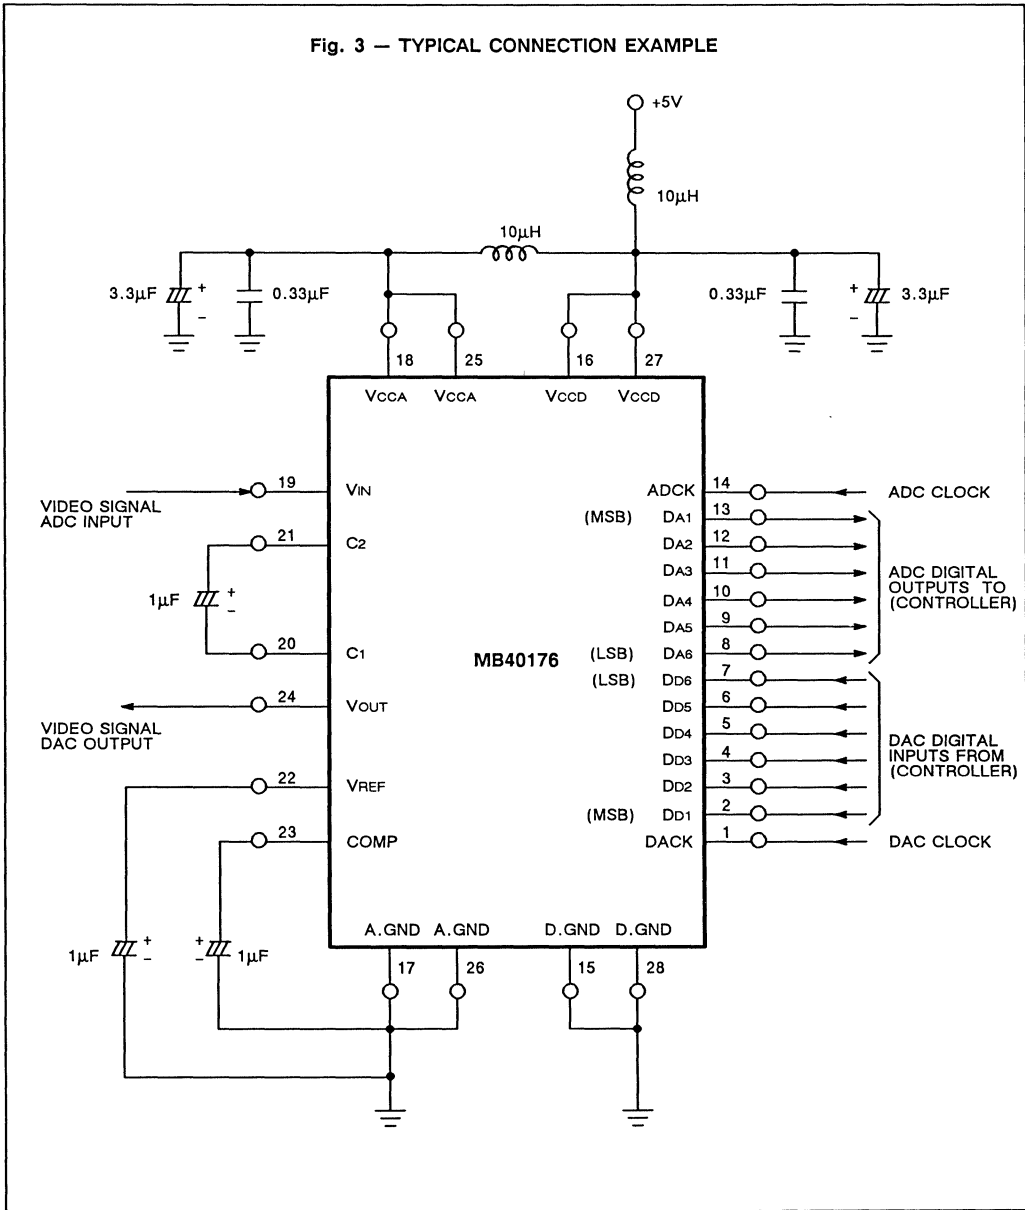 Fig. 3 — TYPICAL CONNECTION EXAMPLE
+5V
10μH
10μH
3.3μF + −
0.33μF
0.33μF
+ − 3.3μF
18 25 16 27
VCCA VCCA VCCD VCCD
VIDEO SIGNAL
ADC INPUT
19 VIN
21 C2
1μF + −
20 C1
24 VOUT
VIDEO SIGNAL
DAC OUTPUT
22 VREF
23 COMP
MB40176
ADCK 14 ADC CLOCK
(MSB) DA1 13
DA2 12
DA3 11
DA4 10
DA5 9
(LSB) DA6 8
ADC DIGITAL
OUTPUTS TO
(CONTROLLER)
(LSB) DD6 7
DD5 6
DD4 5
DD3 4
DD2 3
(MSB) DD1 2
DAC DIGITAL
INPUTS FROM
(CONTROLLER)
DACK 1 DAC CLOCK
A.GND A.GND D.GND D.GND
17 26 15 28
1μF + −
+ − 1μF